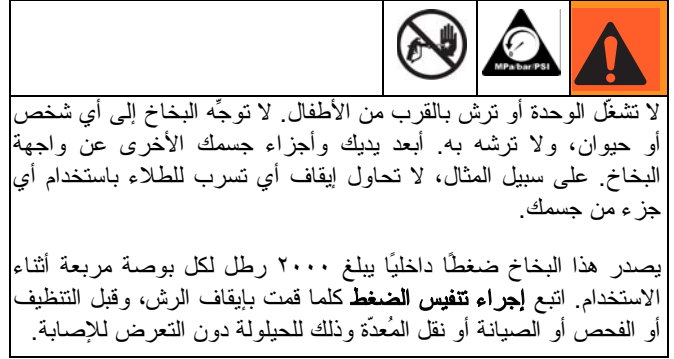 MPa/bar/PSI
لا تشغّل الوحدة أو ترش بالقرب من الأطفال. لا توجِّه البخاخ إلى أي شخص
أو حيوان، ولا ترشه به. أبعد يديك وأجزاء جسمك الأخرى عن واجهة
البخاخ. على سبيل المثال، لا تحاول إيقاف أي تسرب للطلاء باستخدام أي
جزء من جسمك.
يصدر هذا البخاخ ضغطًا داخليًا يبلغ ٢٠٠٠ رطل لكل بوصة مربعة أثناء
الاستخدام. اتبع إجراء تنفيس الضغط كلما قمت بإيقاف الرش، وقبل التنظيف
أو الفحص أو الصيانة أو نقل المُعدّة وذلك للحيلولة دون التعرض للإصابة.